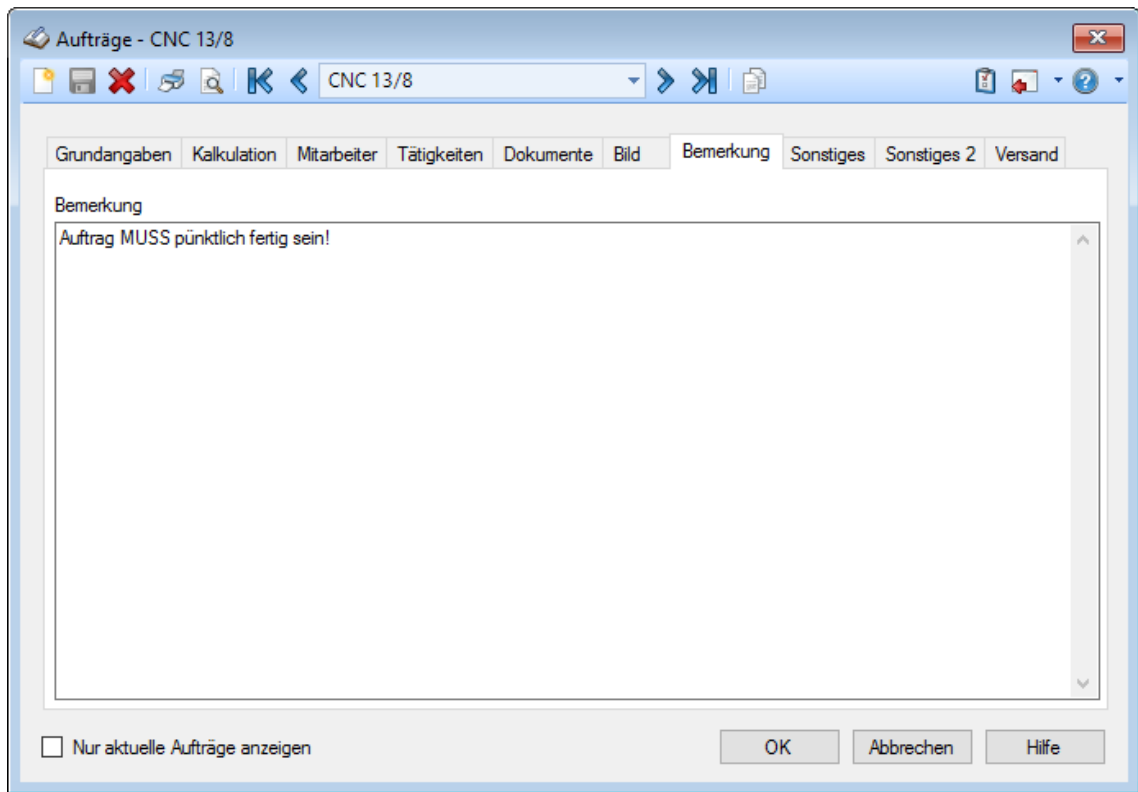 Aufträge - CNC 13/8
CNC 13/8
Grundangaben Kalkulation Mitarbeiter Tätigkeiten Dokumente Bild Bemerkung Sonstiges Sonstiges 2 Versand
Bemerkung
Auftrag MUSS pünktlich fertig sein!
Nur aktuelle Aufträge anzeigen OK Abbrechen Hilfe